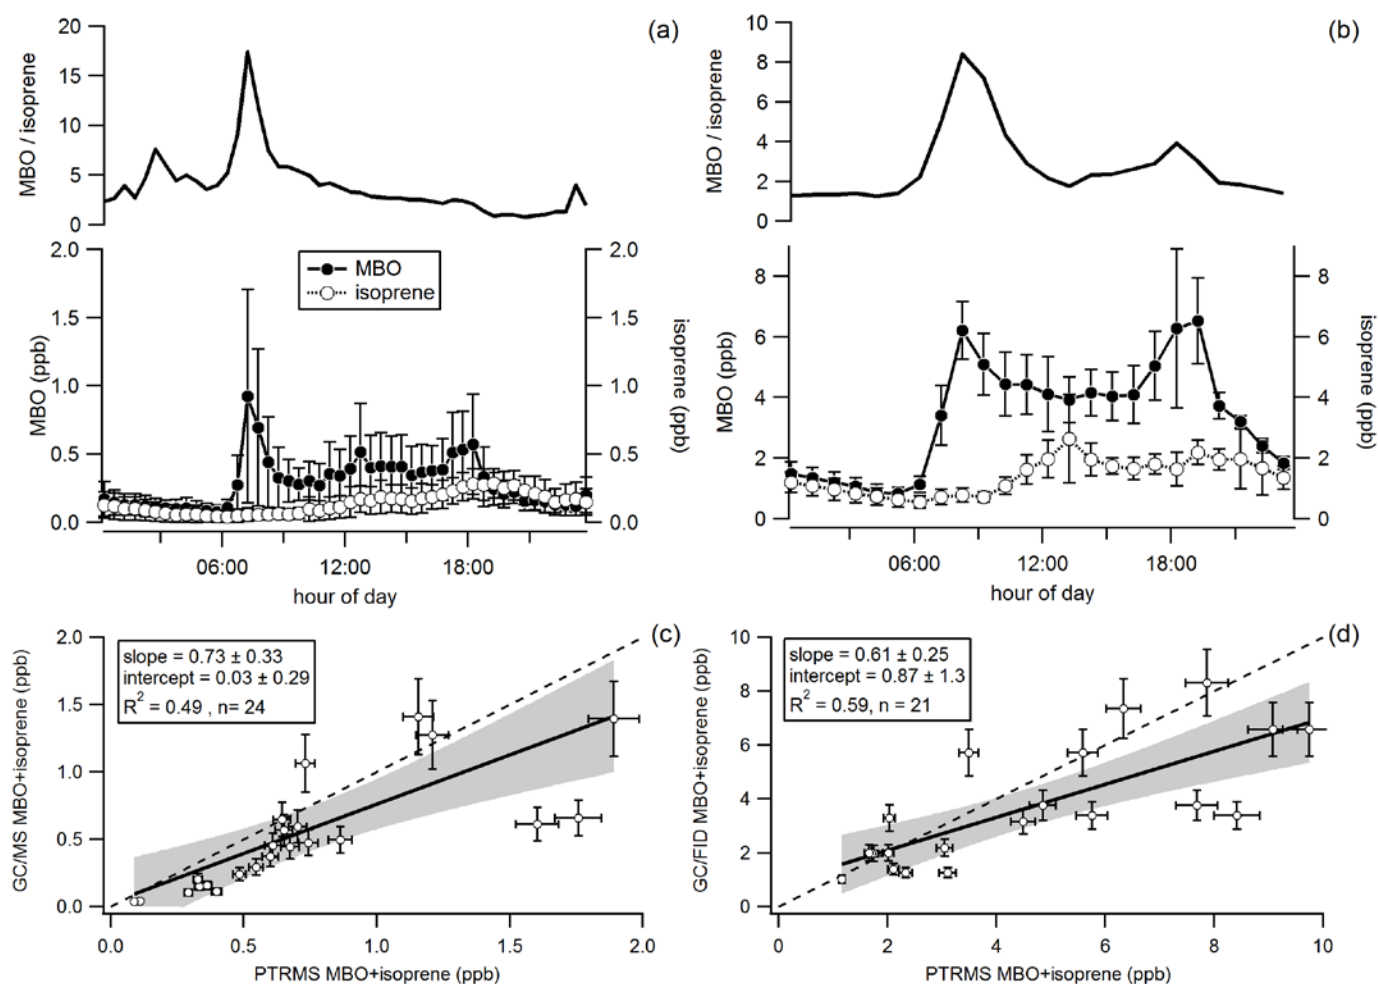 (a)
20
15
10
5
0
MBO / isoprene
2.0
1.5
1.0
0.5
0.0
MBO (ppb)
MBO
isoprene
2.0
1.5
1.0
0.5
0.0
isoprene (ppb)
06:00 12:00 18:00
hour of day
(b)
10
8
6
4
2
0
MBO / isoprene
8
6
4
2
0
MBO (ppb)
8
6
4
2
0
isoprene (ppb)
06:00 12:00 18:00
hour of day
(c)
2.0
1.5
1.0
0.5
0.0
GC/MS MBO+isoprene (ppb)
slope = 0.73 ± 0.33
intercept = 0.03 ± 0.29
R² = 0.49 , n= 24
0.0 0.5 1.0 1.5 2.0
PTRMS MBO+isoprene (ppb)
(d)
10
8
6
4
2
0
GC/FID MBO+isoprene (ppb)
slope = 0.61 ± 0.25
intercept = 0.87 ± 1.3
R² = 0.59, n = 21
0 2 4 6 8 10
PTRMS MBO+isoprene (ppb)